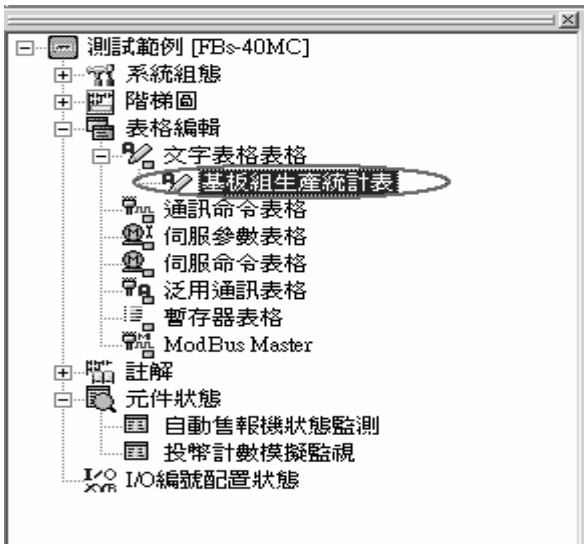 測試範例 [FBs-40MC]
系統組態
階梯圖
表格編輯
文字表格表格
基板組生產統計表
通訊命令表格
伺服參數表格
伺服命令表格
泛用通訊表格
暫存器表格
ModBus Master
註解
元件狀態
自動售報機狀態監測
投幣計數模擬監視
I/O編號配置狀態